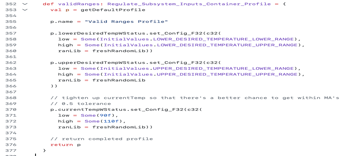 353 def validRanges: Regulate_Subsystem_Inputs_Container_Profile = {
354 val p = getDefaultProfile
355
356 p.name = "Valid Ranges Profile"
357
358 p.lowerDesiredTempWStatus.set_Config_F32(c32(
359 low = Some(InitialValues.LOWER_DESIRED_TEMPERATURE_LOWER_RANGE),
360 high = Some(InitialValues.LOWER_DESIRED_TEMPERATURE_UPPER_RANGE),
361 ranLib = freshRandomLib)
362 )
363 p.upperDesiredTempWStatus.set_Config_F32(c32(
364 low = Some(InitialValues.UPPER_DESIRED_TEMPERATURE_LOWER_RANGE),
365 high = Some(InitialValues.UPPER_DESIRED_TEMPERATURE_UPPER_RANGE),
366 ranLib = freshRandomLib
367 ))
368 // tighten up currentTemp so that there's a better chance to get within MA's
369 // 0.5 tolerance
370 p.currentTempWStatus.set_Config_F32(c32(
371 low = Some(90f),
372 high = Some(110f),
373 ranLib = freshRandomLib))
374
375 // return completed profile
376 return p
377 }